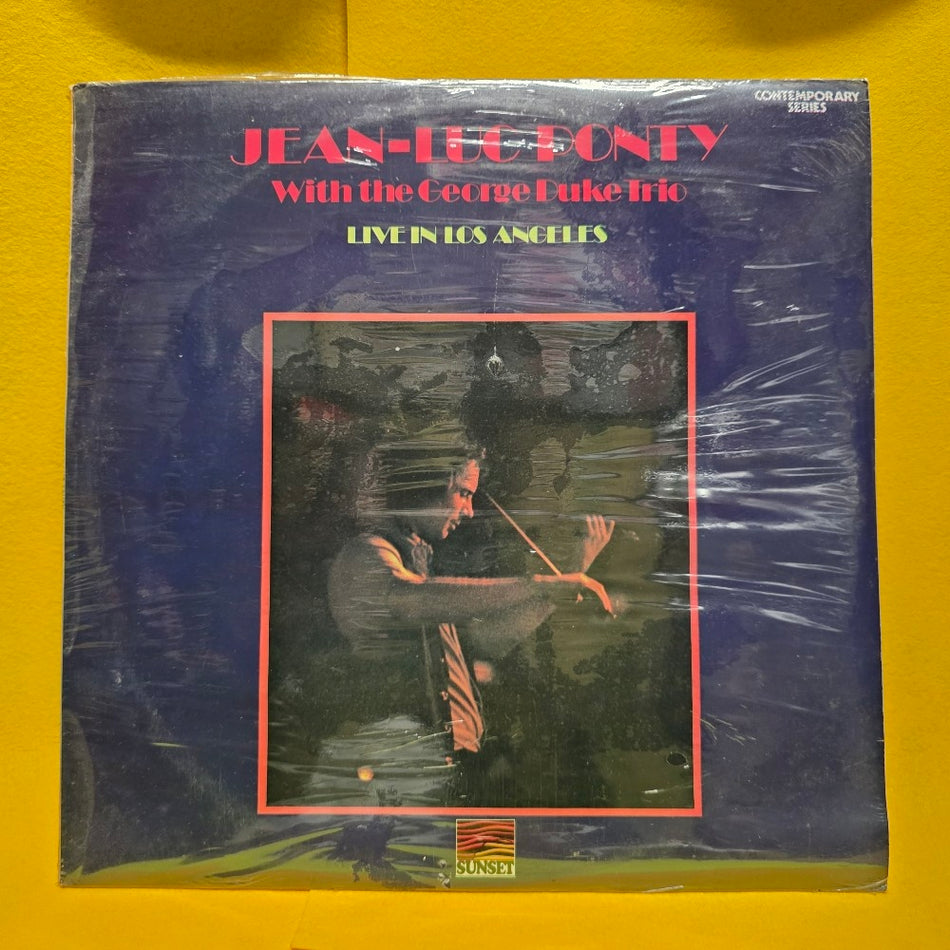 CONTEMPORARY
SERIES
JEAN-LUC PONTY
With the George Duke Trio
LIVE IN LOS ANGELES
SUNSET